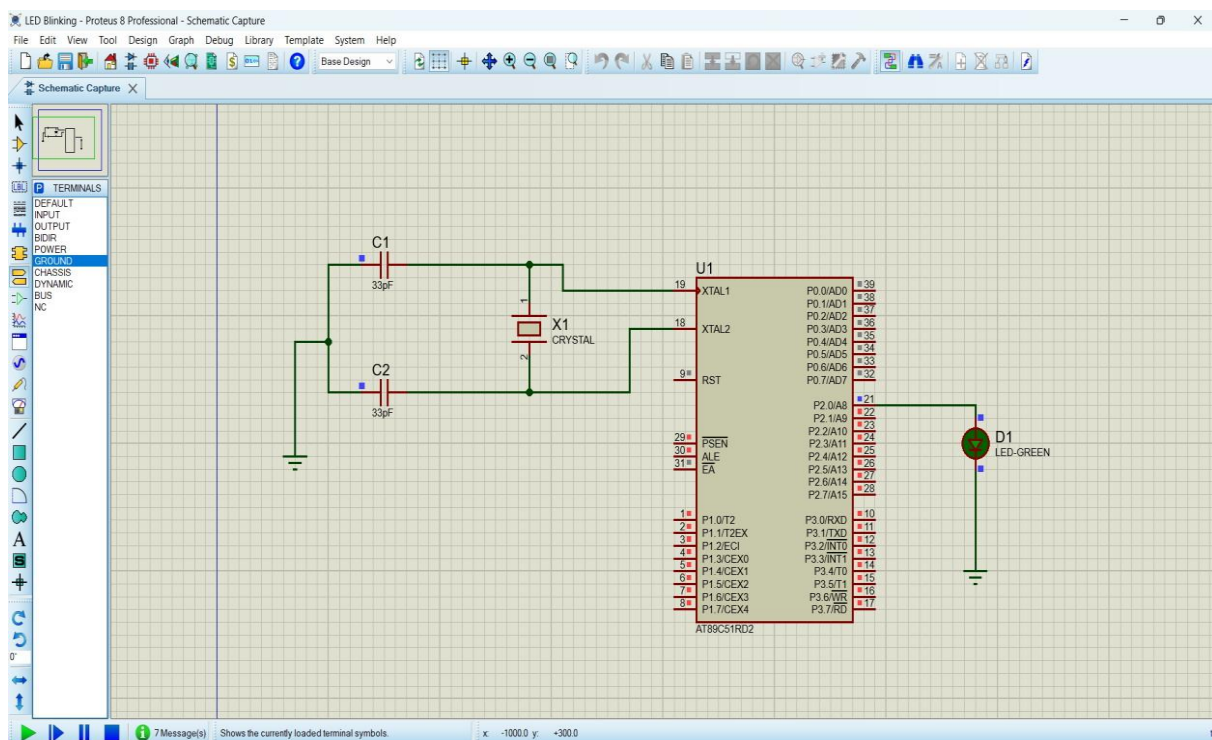 LED Blinking - Proteus 8 Professional - Schematic Capture
File Edit View Tool Design Graph Debug Library Template System Help
Base Design
Schematic Capture
LBL
P TERMINALS
DEFAULT
INPUT
OUTPUT
BIDIR
POWER
GROUND
CHASSIS
DYNAMIC
BUS
NC
A
S
0°
C1
33pF
C2
33pF
1
X1
CRYSTAL
2
U1
19 XTAL1
18 XTAL2
9 RST
29 PSEN
30 ALE
31 EA
1 P1.0/T2
2 P1.1/T2EX
3 P1.2/ECI
4 P1.3/CEX0
5 P1.4/CEX1
6 P1.5/CEX2
7 P1.6/CEX3
8 P1.7/CEX4
P0.0/AD0 39
P0.1/AD1 38
P0.2/AD2 37
P0.3/AD3 36
P0.4/AD4 35
P0.5/AD5 34
P0.6/AD6 33
P0.7/AD7 32
P2.0/A8 21
P2.1/A9 22
P2.2/A10 23
P2.3/A11 24
P2.4/A12 25
P2.5/A13 26
P2.6/A14 27
P2.7/A15 28
P3.0/RXD 10
P3.1/TXD 11
P3.2/INT0 12
P3.3/INT1 13
P3.4/T0 14
P3.5/T1 15
P3.6/WR 16
P3.7/RD 17
AT89C51RD2
D1
LED-GREEN
7 Message(s) Shows the currently loaded terminal symbols. x: -1000.0 y: +300.0